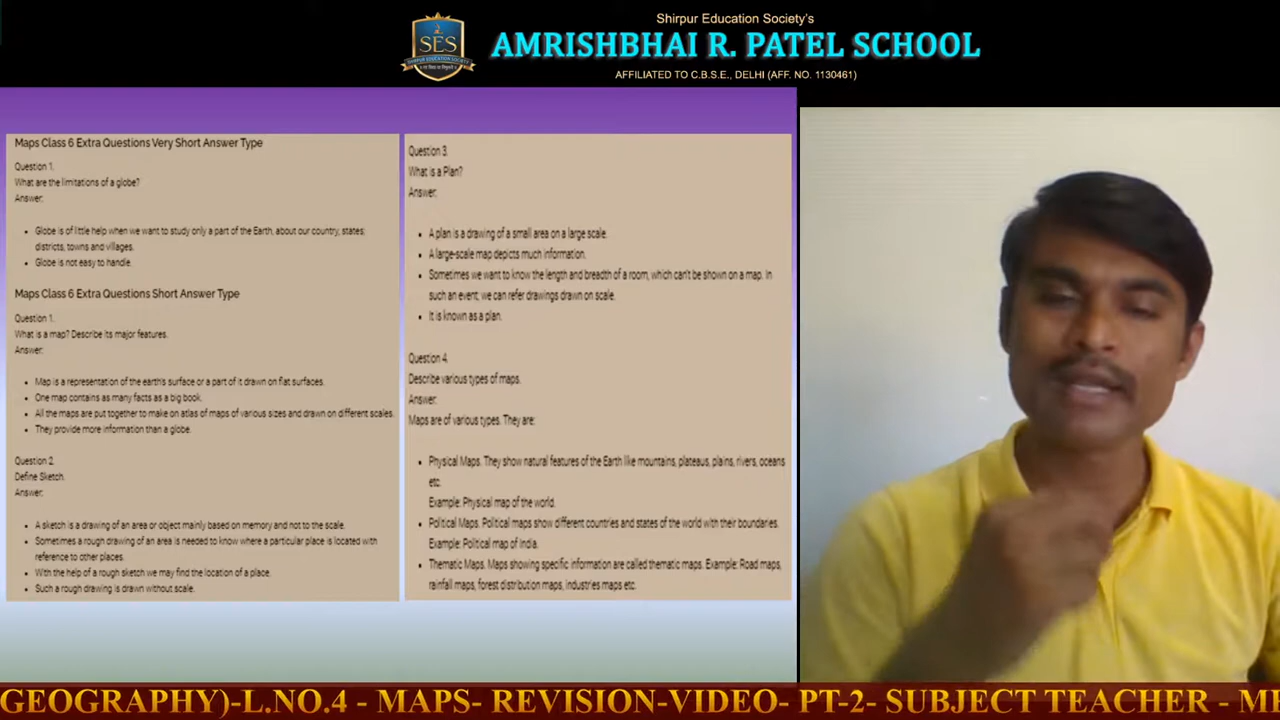 Shirpur Education Society's
AMRISHBHAI R. PATEL SCHOOL
AFFILIATED TO C.B.S.E., DELHI (AFF. NO. 1130461)
SES
SHIRPUR EDUCATION SOCIETY
Maps Class 6 Extra Questions Very Short Answer Type
Question 1.
What are the limitations of a globe?
Answer:
Globe is of little help when we want to study only a part of the Earth, about our country, states;
districts, towns and villages.
Globe is not easy to handle.
Maps Class 6 Extra Questions Short Answer Type
Question 1.
What is a map? Describe its major features.
Answer:
Map is a representation of the earth's surface or a part of it drawn on flat surfaces.
One map contains as many facts as a big book.
All the maps are put together to make on atlas of maps of various sizes and drawn on different scales.
They provide more information than a globe.
Question 2.
Define Sketch.
Answer:
A sketch is a drawing of an area or object mainly based on memory and not to the scale.
Sometimes a rough drawing of an area is needed to know where a particular place is located with
reference to other places.
With the help of a rough sketch we may find the location of a place.
Such a rough drawing is drawn without scale.
Question 3.
What is a Plan?
Answer:
A plan is a drawing of a small area on a large scale.
A large-scale map depicts much information.
Sometimes we want to know the length and breadth of a room, which can't be shown on a map. In
such an event; we can refer drawings drawn on scale.
It is known as a plan.
Question 4.
Describe various types of maps.
Answer:
Maps are of various types. They are:
Physical Maps. They show natural features of the Earth like mountains, plateaus, plains, rivers, oceans
etc.
Example: Physical map of the world.
Political Maps. Political maps show different countries and states of the world with their boundaries.
Example: Political map of India.
Thematic Maps. Maps showing specific information are called thematic maps. Example: Road maps,
rainfall maps, forest distribution maps, industries maps etc.
GEOGRAPHY)-L.NO.4 - MAPS- REVISION-VIDEO- PT-2- SUBJECT TEACHER -